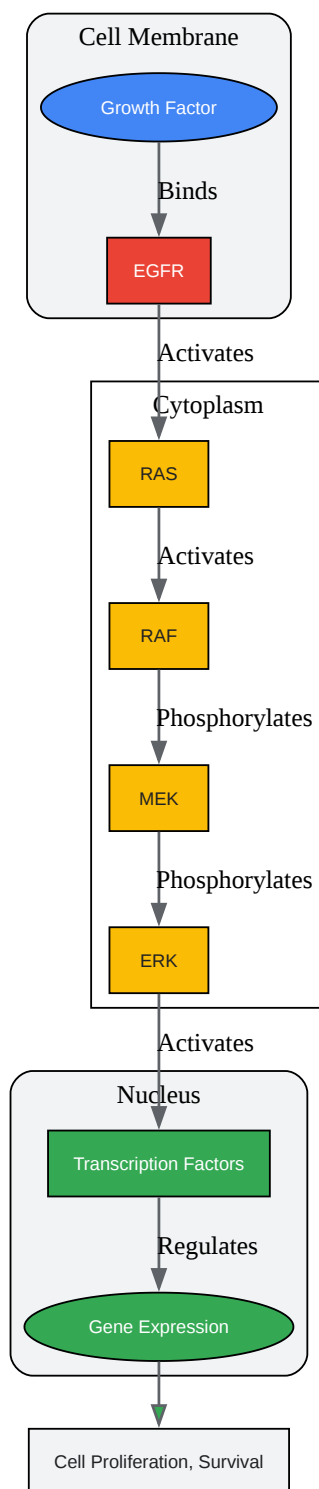 Cell Membrane
Growth Factor
Binds
EGFR
Activates
Cytoplasm
RAS
Activates
RAF
Phosphorylates
MEK
Phosphorylates
ERK
Activates
Nucleus
Transcription Factors
Regulates
Gene Expression
Cell Proliferation, Survival